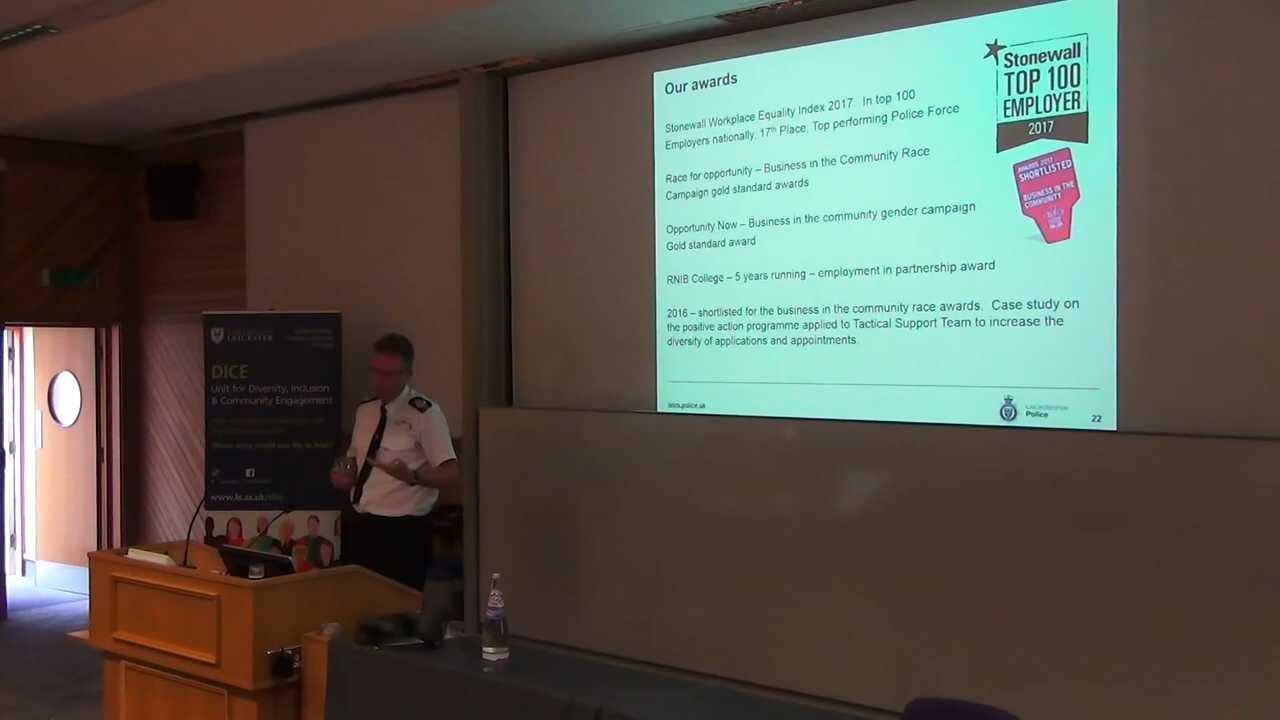 Our awards
Stonewall Workplace Equality Index 2017. In top 100
Employers nationally. 17th Place, Top performing Police Force
Race for opportunity – Business in the Community Race
Campaign gold standard awards
Opportunity Now – Business in the community gender campaign
Gold standard award
RNIB College – 5 years running – employment in partnership award
2016 – shortlisted for the business in the community race awards. Case study on
the positive action programme applied to Tactical Support Team to increase the
diversity of applications and appointments.
leics.police.uk
Leicestershire
Police
22
Stonewall
TOP 100
EMPLOYER
2017
AWARDS 2017
SHORTLISTED
BUSINESS IN THE
COMMUNITY
LEICESTER
DICE
Unit for Diversity, Inclusion
& Community Engagement
www.le.ac.uk/